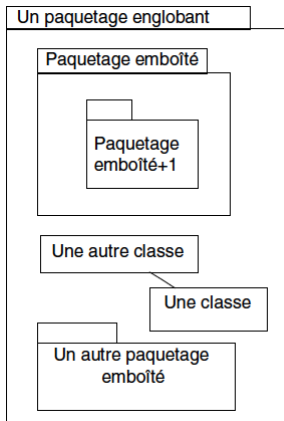 Un paquetage englobant
Paquetage emboîté
Paquetage
emboîté+1
Une autre classe
Une classe
Un autre paquetage
emboîté